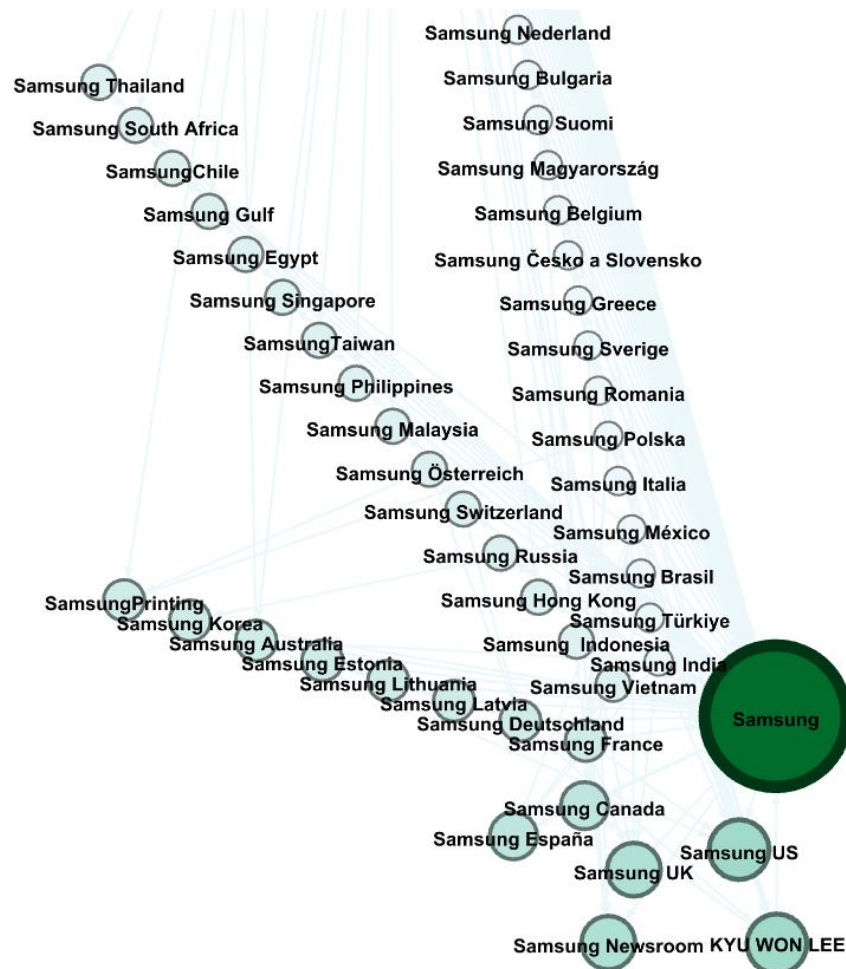 Samsung Nederland
Samsung Bulgaria
Samsung Suomi
Samsung Magyarország
Samsung Belgium
Samsung Česko a Slovensko
Samsung Greece
Samsung Sverige
Samsung Romania
Samsung Polska
Samsung Italia
Samsung México
Samsung Brasil
Samsung Türkiye
Samsung India
Samsung Thailand
Samsung South Africa
SamsungChile
Samsung Gulf
Samsung Egypt
Samsung Singapore
SamsungTaiwan
Samsung Philippines
Samsung Malaysia
Samsung Österreich
Samsung Switzerland
Samsung Russia
Samsung Hong Kong
Samsung Indonesia
Samsung Vietnam
SamsungPrinting
Samsung Korea
Samsung Australia
Samsung Estonia
Samsung Lithuania
Samsung Latvia
Samsung Deutschland
Samsung France
Samsung
Samsung Canada
Samsung España
Samsung US
Samsung UK
Samsung Newsroom
KYU WON LEE